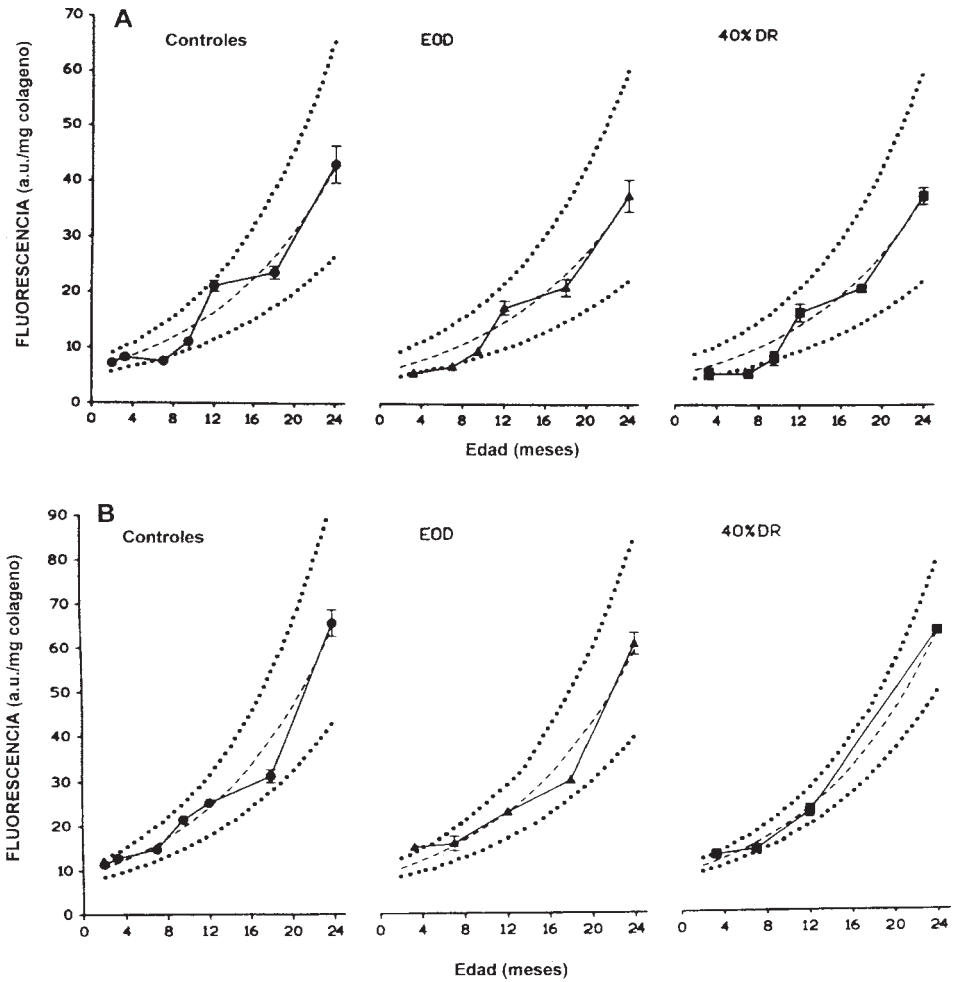 A
Controles
EOD
40% DR
FLUORESCENCIA (a.u./mg colageno)
70
60
50
40
30
20
10
0
0 4 8 12 16 20 24
0 4 8 12 16 20 24
0 4 8 12 16 20 24
Edad (meses)
B
Controles
EOD
40% DR
FLUORESCENCIA (a.u./mg colageno)
90
80
70
60
50
40
30
20
10
0
0 4 8 12 16 20 24
0 4 8 12 16 20 24
0 4 8 12 16 20 24
Edad (meses)